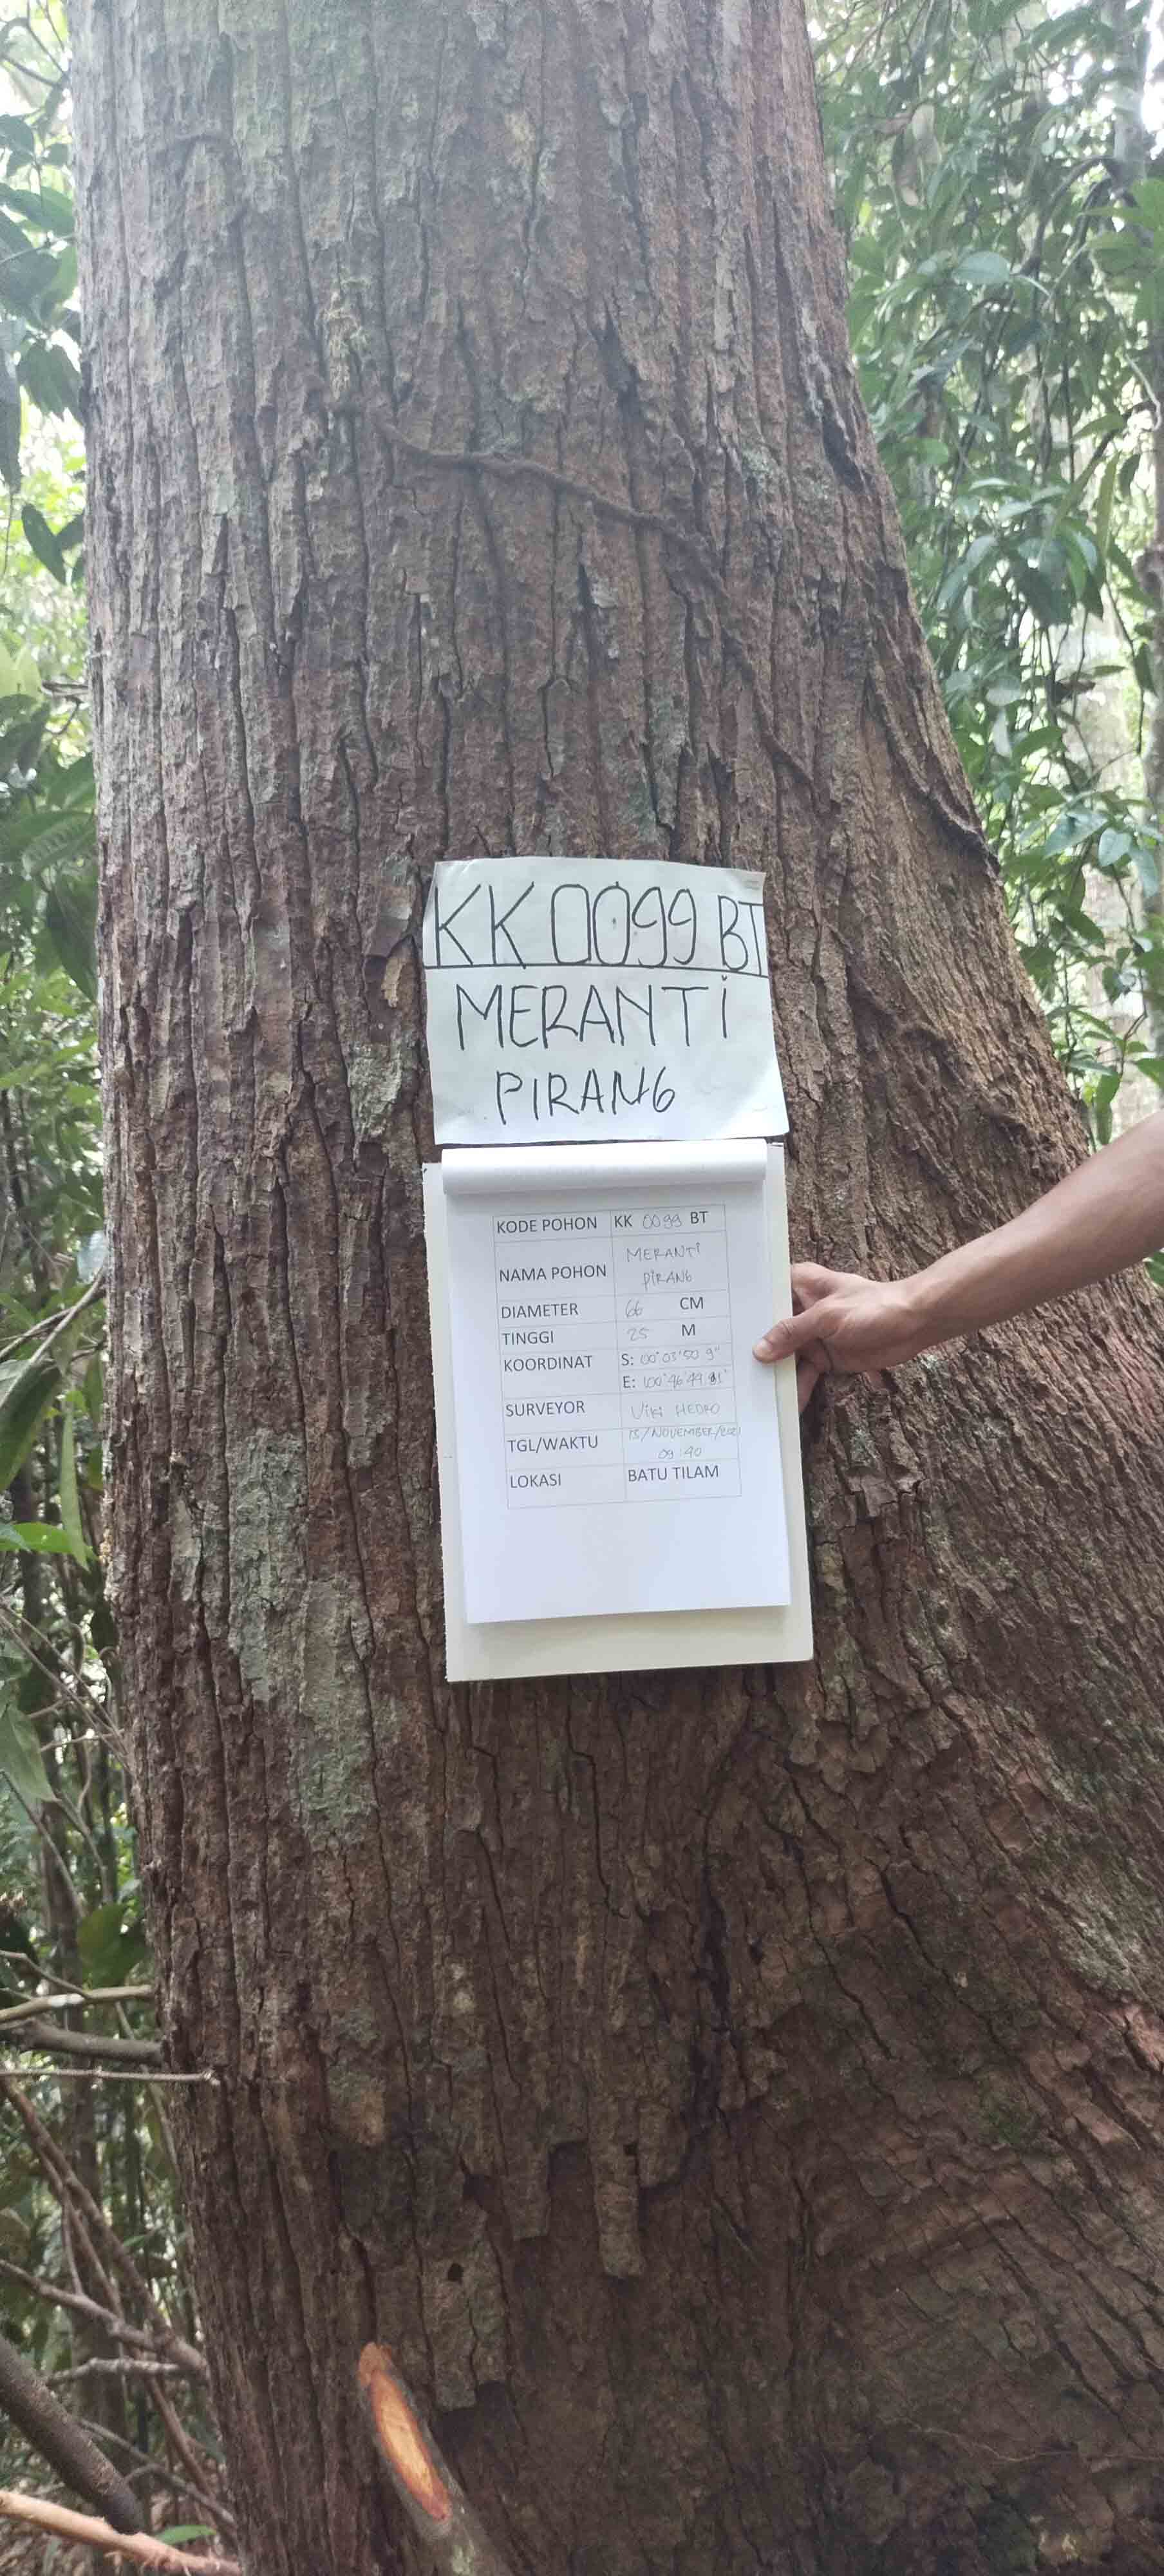 KK 0099 BT
MERANTi
PIRANG
KODE POHON KK 0099 BT
NAMA POHON MERANTi
PIRANG
DIAMETER 66 CM
TINGGI 25 M
KOORDINAT S: 00°03'50 9"
E: 100°46'49
SURVEYOR Viki HEDRO
TGL/WAKTU 13/NOVEMBER/2021
09:40
LOKASI BATU TILAM